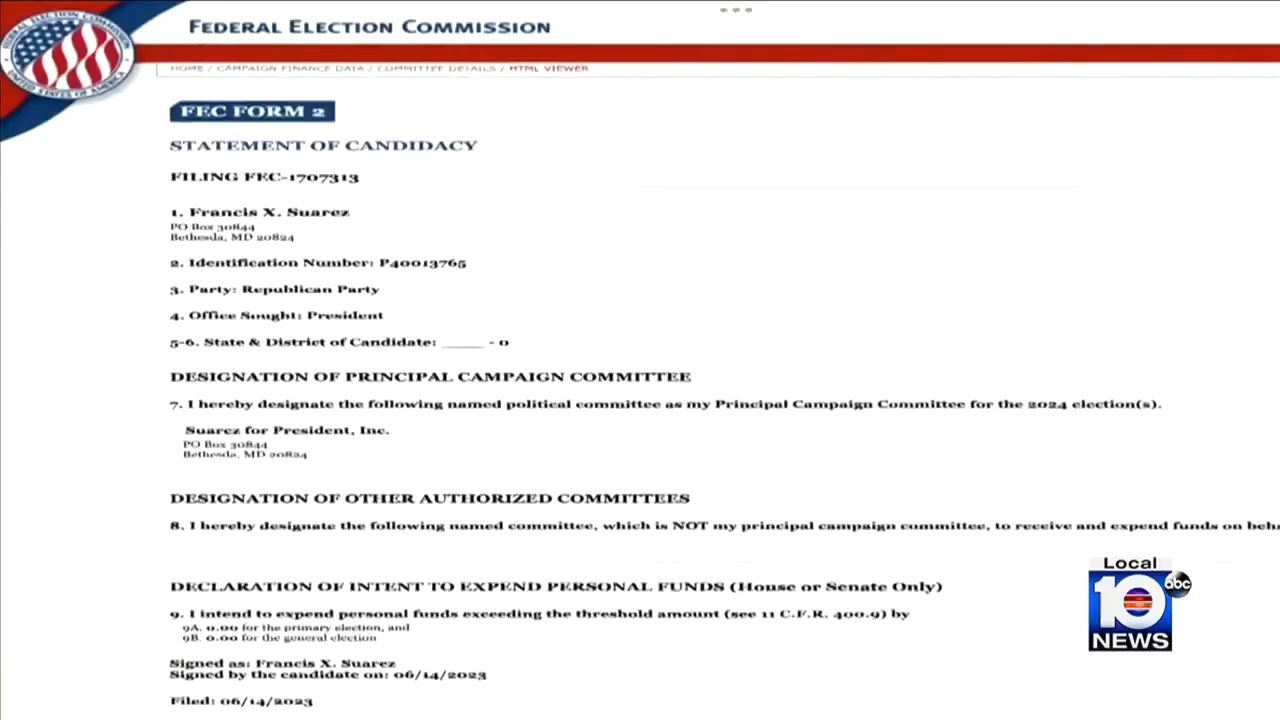 FEDERAL ELECTION COMMISSION
HOME / CAMPAIGN FINANCE DATA / COMMITTEE DETAILS / HTML VIEWER
FEC FORM 2
STATEMENT OF CANDIDACY
FILING FEC-1707313
1. Francis X. Suarez
PO Box 30844
Bethesda, MD 20824
2. Identification Number: P40013765
3. Party: Republican Party
4. Office Sought: President
5-6. State & District of Candidate: _____ - 0
DESIGNATION OF PRINCIPAL CAMPAIGN COMMITTEE
7. I hereby designate the following named political committee as my Principal Campaign Committee for the 2024 election(s).
Suarez for President, Inc.
PO Box 30844
Bethesda, MD 20824
DESIGNATION OF OTHER AUTHORIZED COMMITTEES
8. I hereby designate the following named committee, which is NOT my principal campaign committee, to receive and expend funds on
DECLARATION OF INTENT TO EXPEND PERSONAL FUNDS (House or Senate Only)
9. I intend to expend personal funds exceeding the threshold amount (see 11 C.F.R. 400.9) by
9A. 0.00 for the primary election, and
9B. 0.00 for the general election
Signed as: Francis X. Suarez
Signed by the candidate on: 06/14/2023
Filed: 06/14/2023
Local
10
abc
NEWS